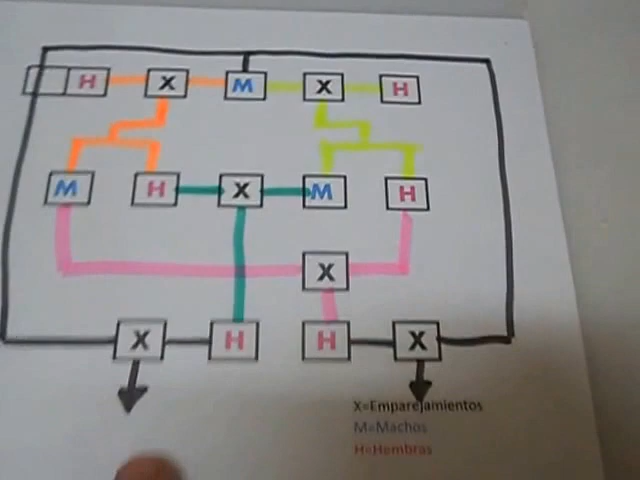 H X M X H
M H X M H
X
X H H X
X=Emparejamientos
M=Machos
H=Hembras